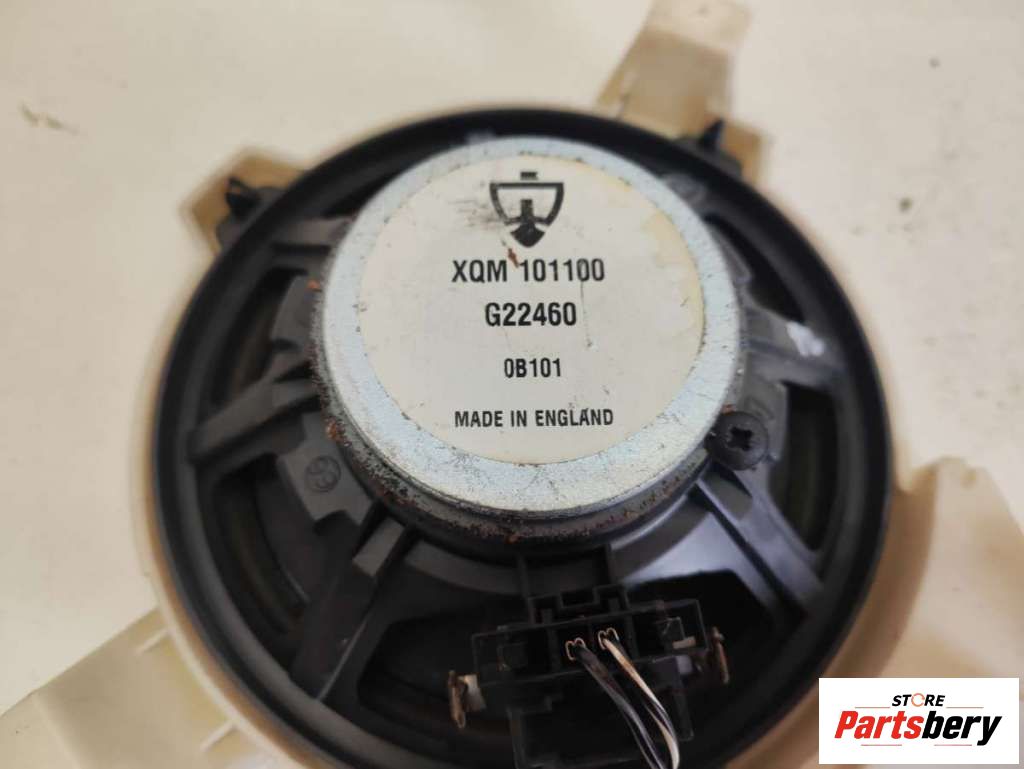 XQM 101100
G22460
0B101
MADE IN ENGLAND
STORE
Partsbery